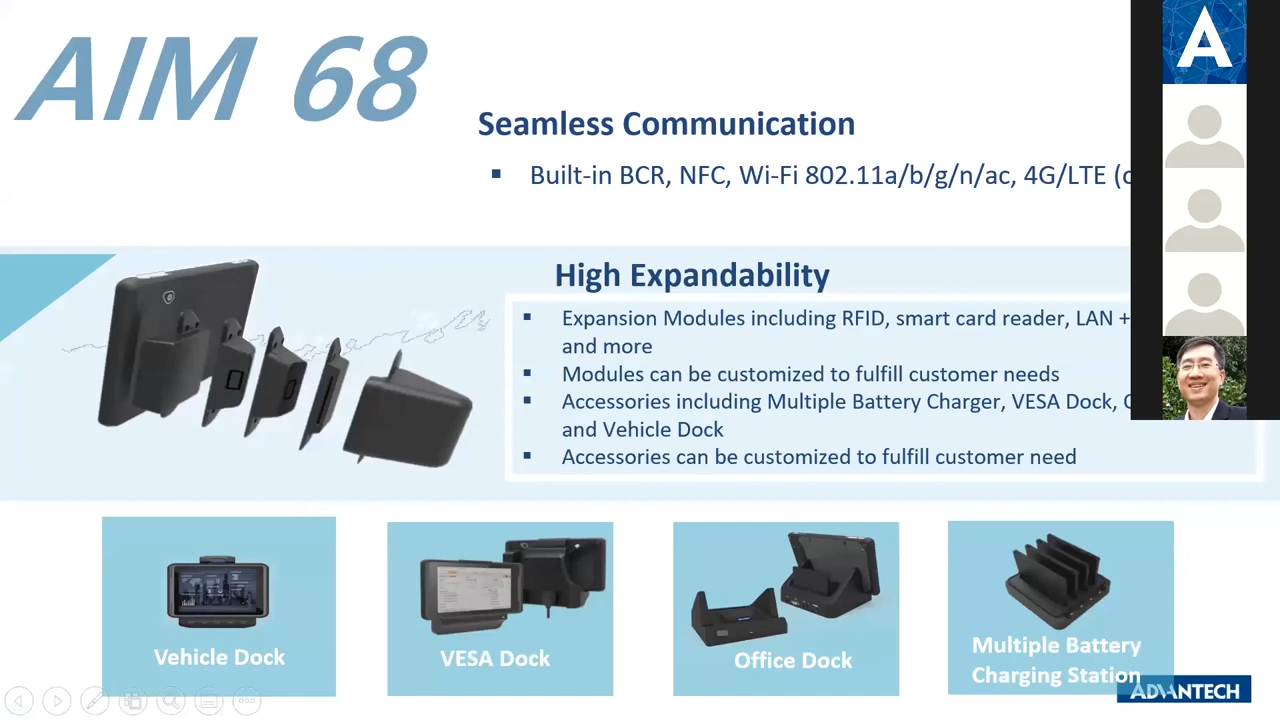 AIM 68
Seamless Communication
▪ Built-in BCR, NFC, Wi-Fi 802.11a/b/g/n/ac, 4G/LTE
High Expandability
▪ Expansion Modules including RFID, smart card reader, LAN +
and more
▪ Modules can be customized to fulfill customer needs
▪ Accessories including Multiple Battery Charger, VESA Dock,
and Vehicle Dock
▪ Accessories can be customized to fulfill customer need
Vehicle Dock
VESA Dock
Office Dock
Multiple Battery
Charging Station
ADVANTECH
A